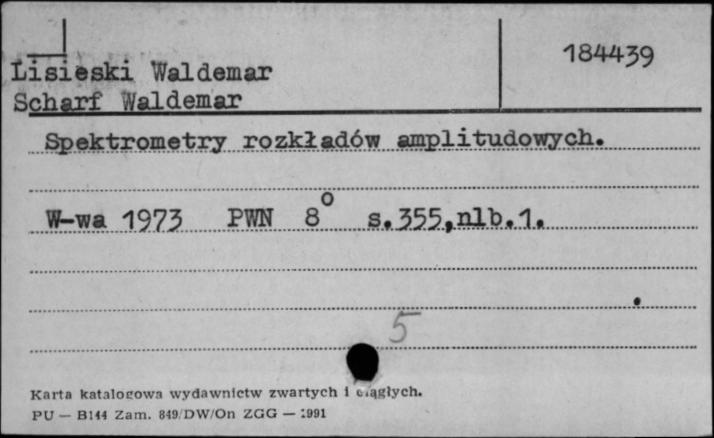 184439
Lisieski Waldemar
Scharf Waldemar
Spektrometry rozkładów amplitudowych.
W-wa 1973 PWN 8° s.355,nlb.1.
5
Karta katalogowa wydawnictw zwartych i ciągłych.
PU — B144 Zam. 849/DW/On ZGG — 1991